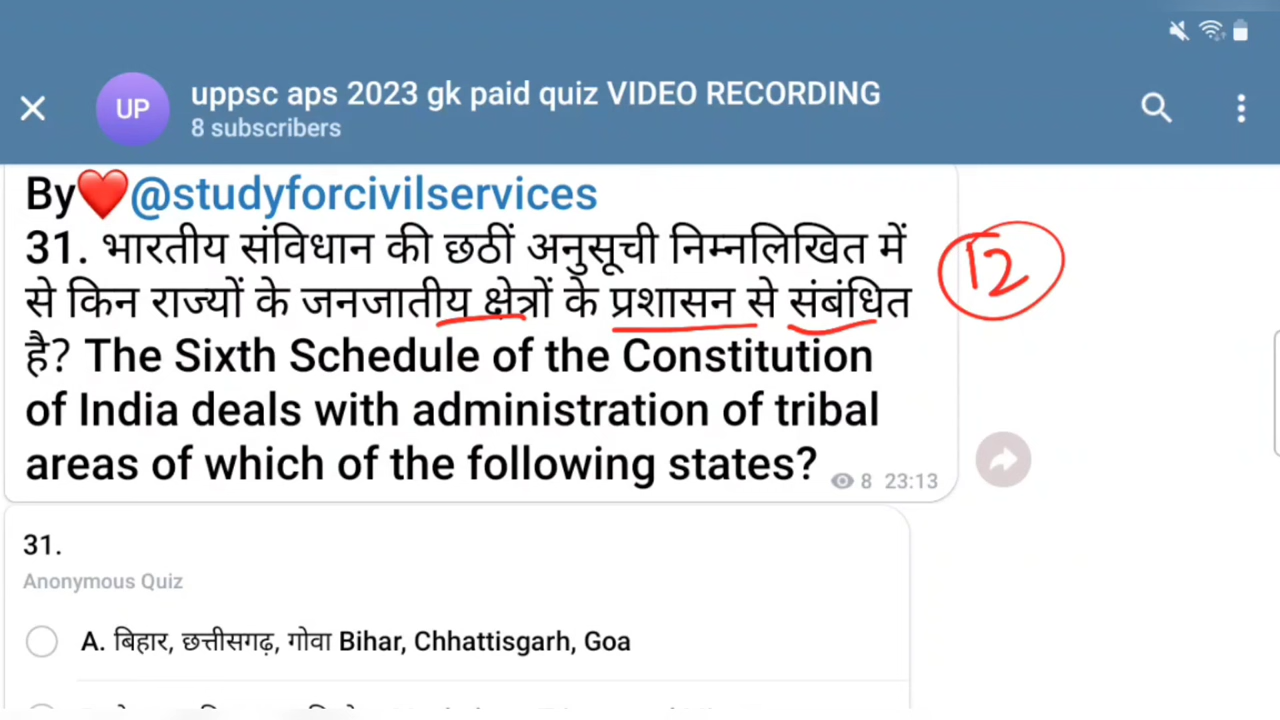 uppsc aps 2023 gk paid quiz VIDEO RECORDING
UP
8 subscribers
By❤️@studyforcivilservices
31. भारतीय संविधान की छठीं अनुसूची निम्नलिखित में
से किन राज्यों के जनजातीय क्षेत्रों के प्रशासन से संबंधित
है? The Sixth Schedule of the Constitution
of India deals with administration of tribal
areas of which of the following states?
8 23:13
12
31.
Anonymous Quiz
A. बिहार, छत्तीसगढ़, गोवा Bihar, Chhattisgarh, Goa